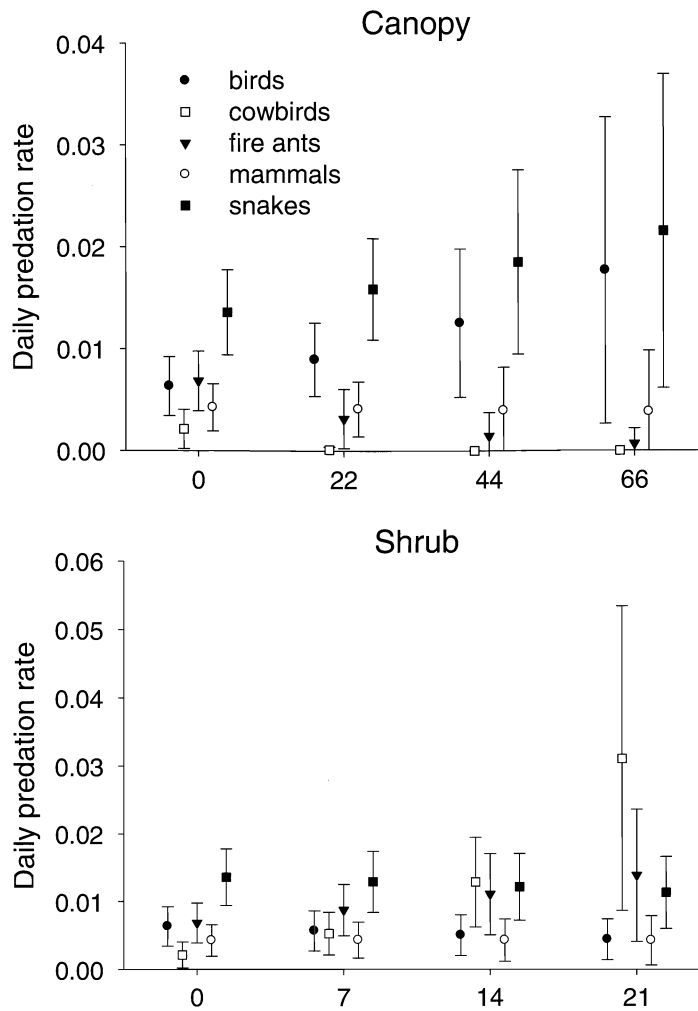 Canopy
Daily predation rate
0.04
0.03
0.02
0.01
0.00
birds
cowbirds
fire ants
mammals
snakes
0 22 44 66
Shrub
Daily predation rate
0.06
0.05
0.04
0.03
0.02
0.01
0.00
0 7 14 21